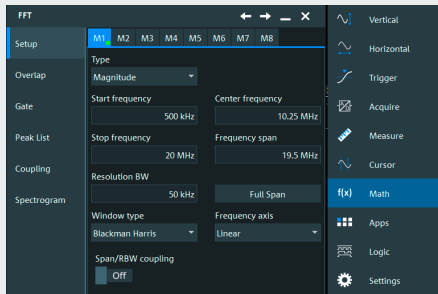 FFT
Setup
Overlap
Gate
Peak List
Coupling
Spectrogram
M1 M2 M3 M4 M5 M6 M7 M8
Type
Magnitude
Start frequency Center frequency
500 kHz 10.25 MHz
Stop frequency Frequency span
20 MHz 19.5 MHz
Resolution BW
50 kHz Full Span
Window type Frequency axis
Blackman Harris Linear
Span/RBW coupling
Off
Vertical
Horizontal
Trigger
Acquire
Measure
Cursor
f(x) Math
Apps
Logic
Settings